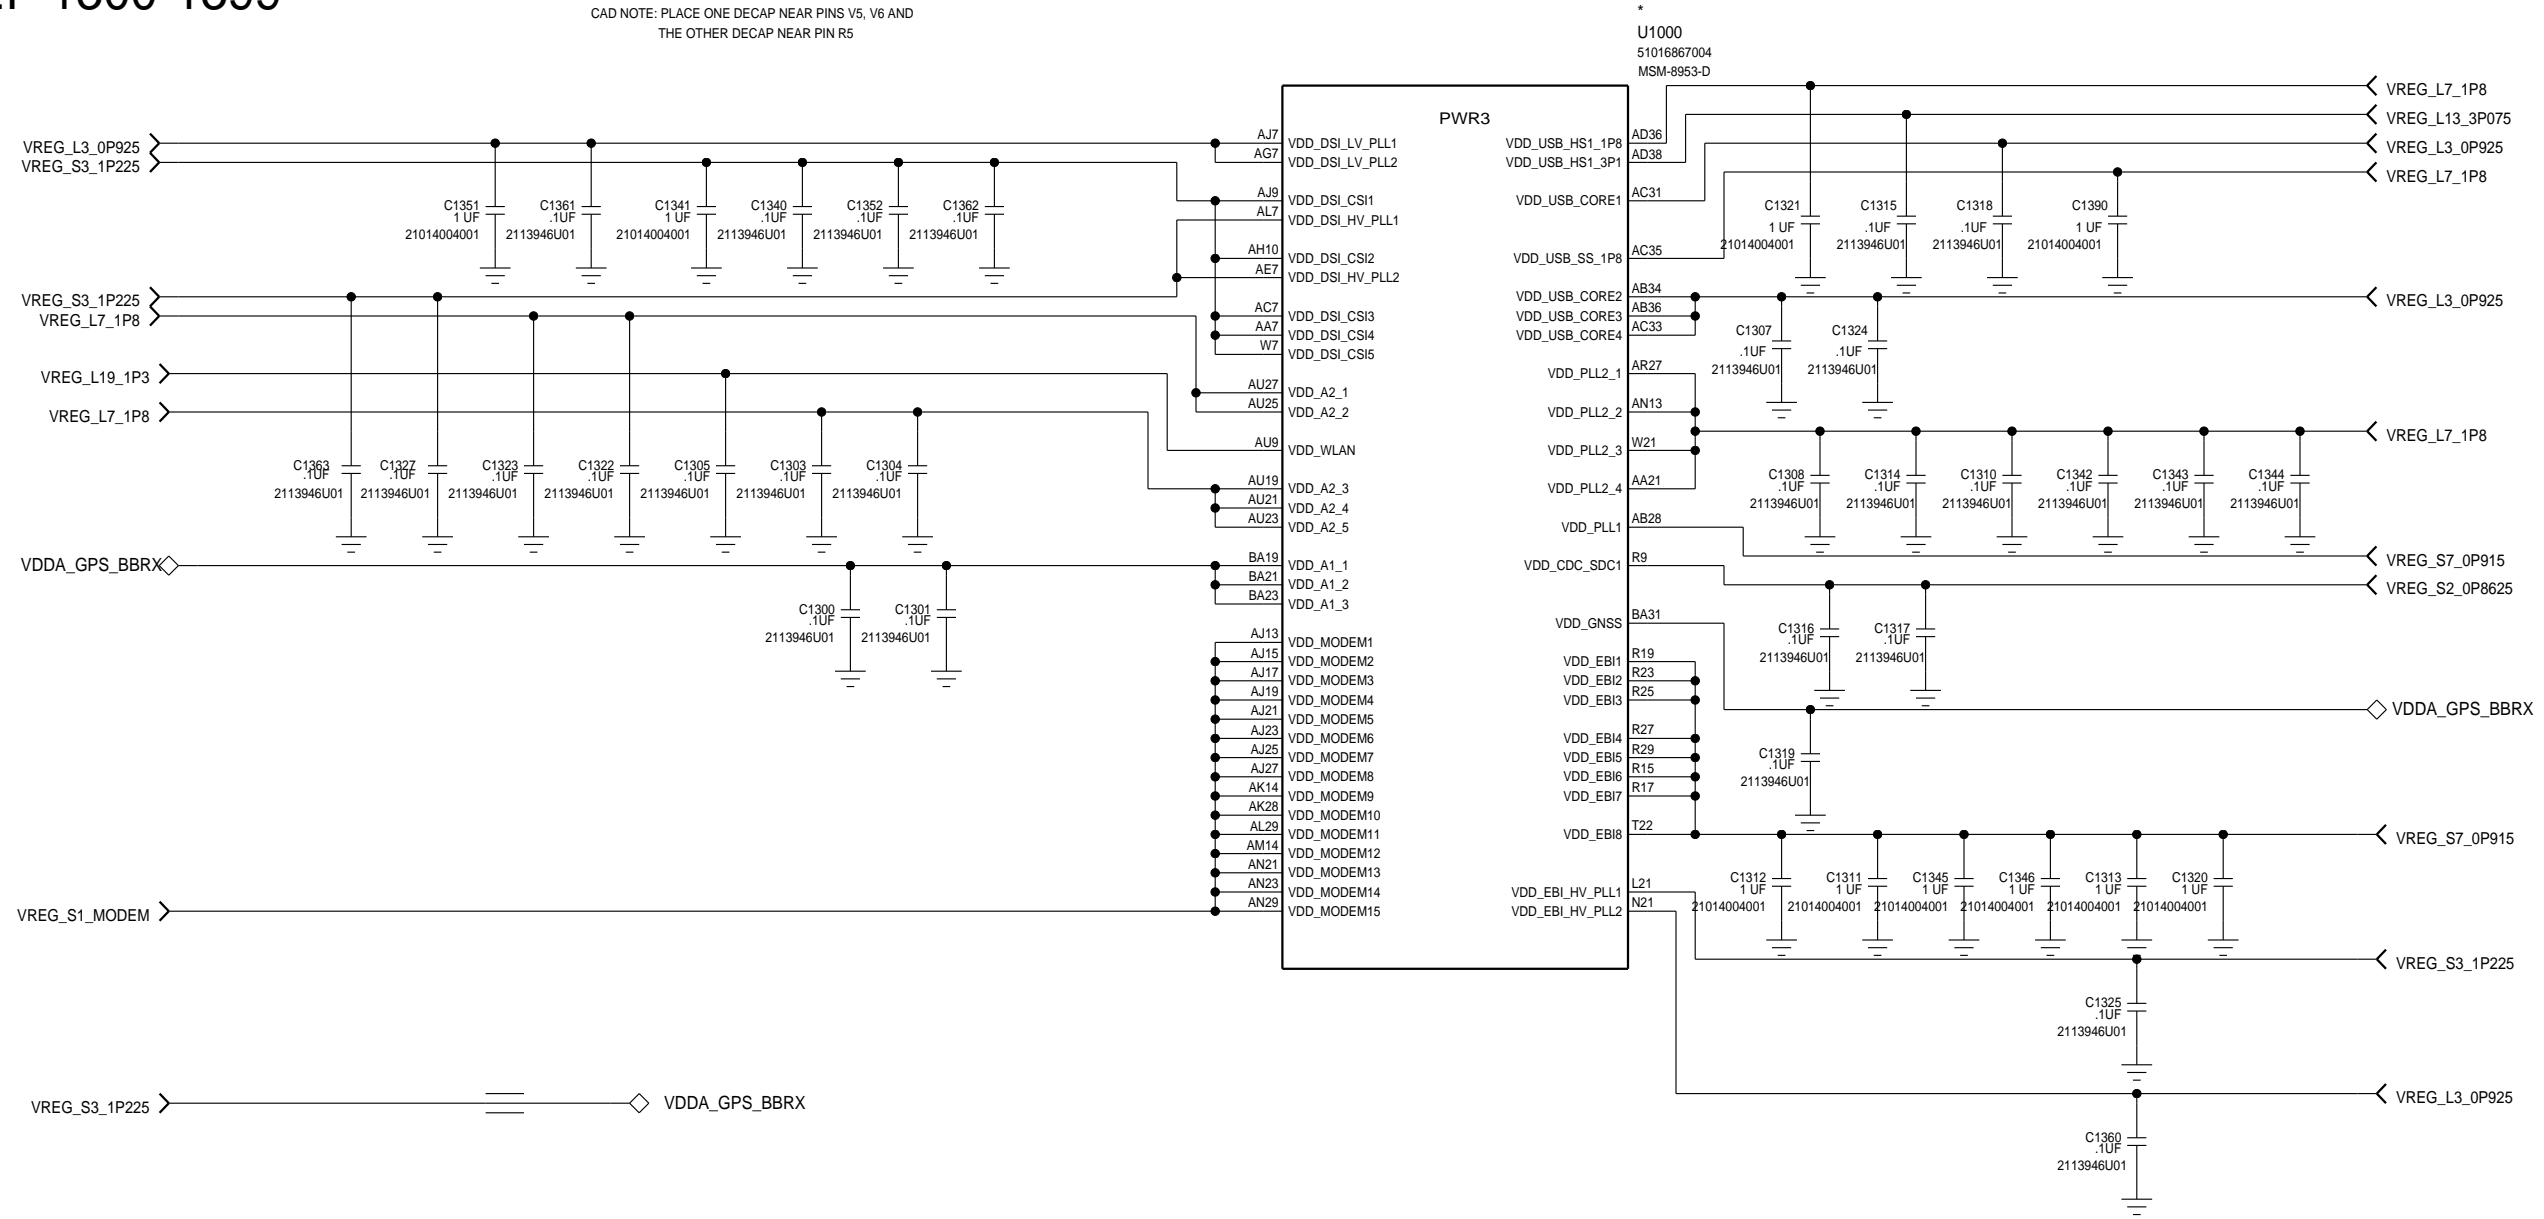 1300-1399
CAD NOTE: PLACE ONE DECAP NEAR PINS V5, V6 AND
THE OTHER DECAP NEAR PIN R5
*
U1000
51016867004
MSM-8953-D
PWR3
VREG_L3_0P925
VREG_S3_1P225
C1351
1 UF
21014004001
C1361
.1UF
2113946U01
C1341
1 UF
21014004001
C1340
.1UF
2113946U01
C1352
.1UF
2113946U01
C1362
.1UF
2113946U01
VREG_S3_1P225
VREG_L7_1P8
VREG_L19_1P3
VREG_L7_1P8
C1363
.1UF
2113946U01
C1327
.1UF
2113946U01
C1323
.1UF
2113946U01
C1322
.1UF
2113946U01
C1305
.1UF
2113946U01
C1303
.1UF
2113946U01
C1304
.1UF
2113946U01
VDDA_GPS_BBRX
C1300
.1UF
2113946U01
C1301
.1UF
2113946U01
VREG_S1_MODEM
VREG_S3_1P225
VDDA_GPS_BBRX
AJ7 VDD_DSI_LV_PLL1
AG7 VDD_DSI_LV_PLL2
AJ9 VDD_DSI_CSI1
AL7 VDD_DSI_HV_PLL1
AH10 VDD_DSI_CSI2
AE7 VDD_DSI_HV_PLL2
AC7 VDD_DSI_CSI3
AA7 VDD_DSI_CSI4
W7 VDD_DSI_CSI5
AU27 VDD_A2_1
AU25 VDD_A2_2
AU9 VDD_WLAN
AU19 VDD_A2_3
AU21 VDD_A2_4
AU23 VDD_A2_5
BA19 VDD_A1_1
BA21 VDD_A1_2
BA23 VDD_A1_3
AJ13 VDD_MODEM1
AJ15 VDD_MODEM2
AJ17 VDD_MODEM3
AJ19 VDD_MODEM4
AJ21 VDD_MODEM5
AJ23 VDD_MODEM6
AJ25 VDD_MODEM7
AJ27 VDD_MODEM8
AK14 VDD_MODEM9
AK28 VDD_MODEM10
AL29 VDD_MODEM11
AM14 VDD_MODEM12
AN21 VDD_MODEM13
AN23 VDD_MODEM14
AN29 VDD_MODEM15
VDD_USB_HS1_1P8 AD36
VDD_USB_HS1_3P1 AD38
VDD_USB_CORE1 AC31
VDD_USB_SS_1P8 AC35
VDD_USB_CORE2 AB34
VDD_USB_CORE3 AB36
VDD_USB_CORE4 AC33
VDD_PLL2_1 AR27
VDD_PLL2_2 AN13
VDD_PLL2_3 W21
VDD_PLL2_4 AA21
VDD_PLL1 AB28
VDD_CDC_SDC1 R9
VDD_GNSS BA31
VDD_EBI1 R19
VDD_EBI2 R23
VDD_EBI3 R25
VDD_EBI4 R27
VDD_EBI5 R29
VDD_EBI6 R15
VDD_EBI7 R17
VDD_EBI8 T22
VDD_EBI_HV_PLL1 L21
VDD_EBI_HV_PLL2 N21
VREG_L7_1P8
VREG_L13_3P075
VREG_L3_0P925
VREG_L7_1P8
C1321
1 UF
21014004001
C1315
.1UF
2113946U01
C1318
.1UF
2113946U01
C1390
1 UF
21014004001
VREG_L3_0P925
C1307
.1UF
2113946U01
C1324
.1UF
2113946U01
VREG_L7_1P8
C1308
.1UF
2113946U01
C1314
.1UF
2113946U01
C1310
.1UF
2113946U01
C1342
.1UF
2113946U01
C1343
.1UF
2113946U01
C1344
.1UF
2113946U01
VREG_S7_0P915
VREG_S2_0P8625
C1316
.1UF
2113946U01
C1317
.1UF
2113946U01
VDDA_GPS_BBRX
C1319
.1UF
2113946U01
VREG_S7_0P915
C1312
1 UF
21014004001
C1311
1 UF
21014004001
C1345
1 UF
21014004001
C1346
1 UF
21014004001
C1313
1 UF
21014004001
C1320
1 UF
21014004001
VREG_S3_1P225
C1325
.1UF
2113946U01
VREG_L3_0P925
C1360
.1UF
2113946U01